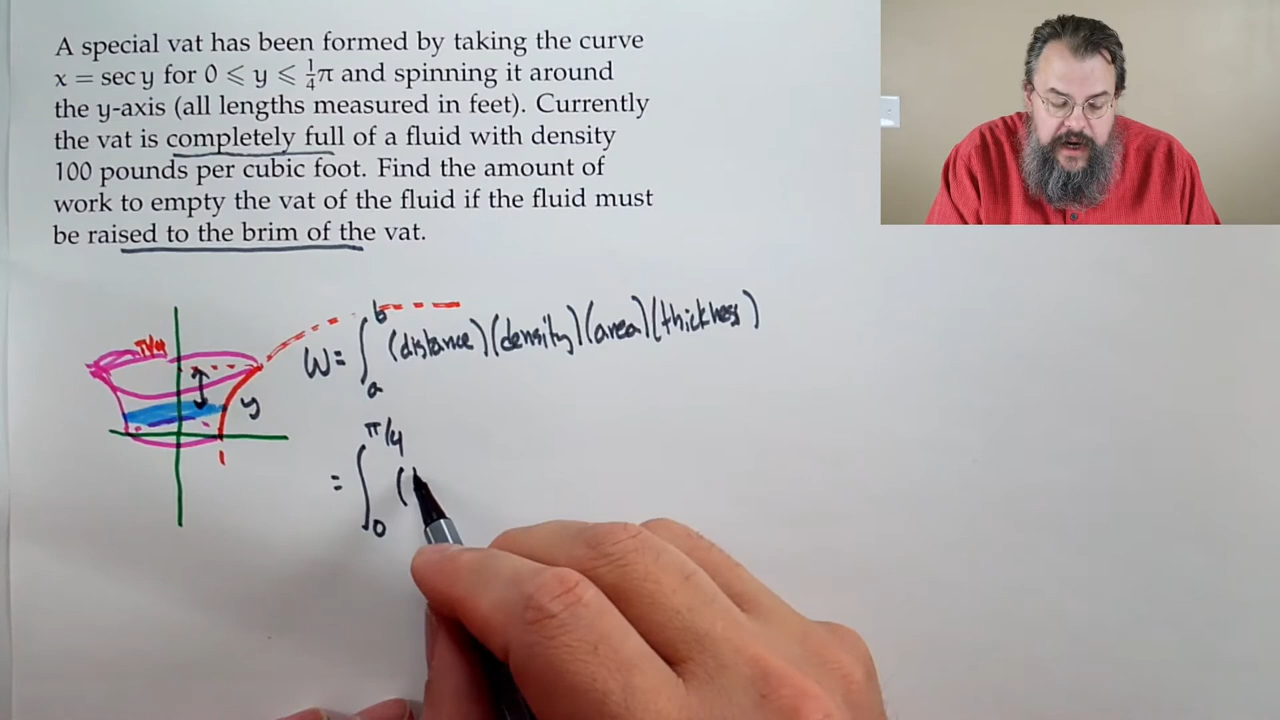 A special vat has been formed by taking the curve
x = sec y for 0 ⩽ y ⩽ ¼π and spinning it around
the y-axis (all lengths measured in feet). Currently
the vat is completely full of a fluid with density
100 pounds per cubic foot. Find the amount of
work to empty the vat of the fluid if the fluid must
be raised to the brim of the vat.
π/4
y
W = ∫_a^b (distance)(density)(area)(thickness)
= ∫_0^{π/4} (